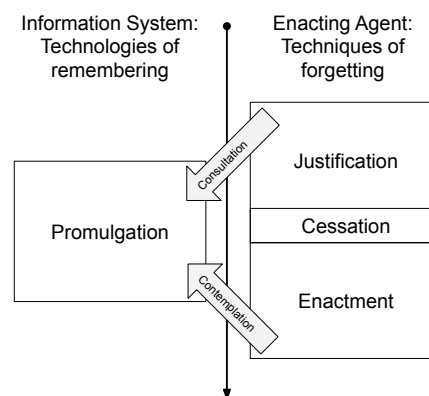 Information System:
Technologies of
remembering
Enacting Agent:
Techniques of
forgetting
Consultation
Justification
Promulgation
Cessation
Contemplation
Enactment